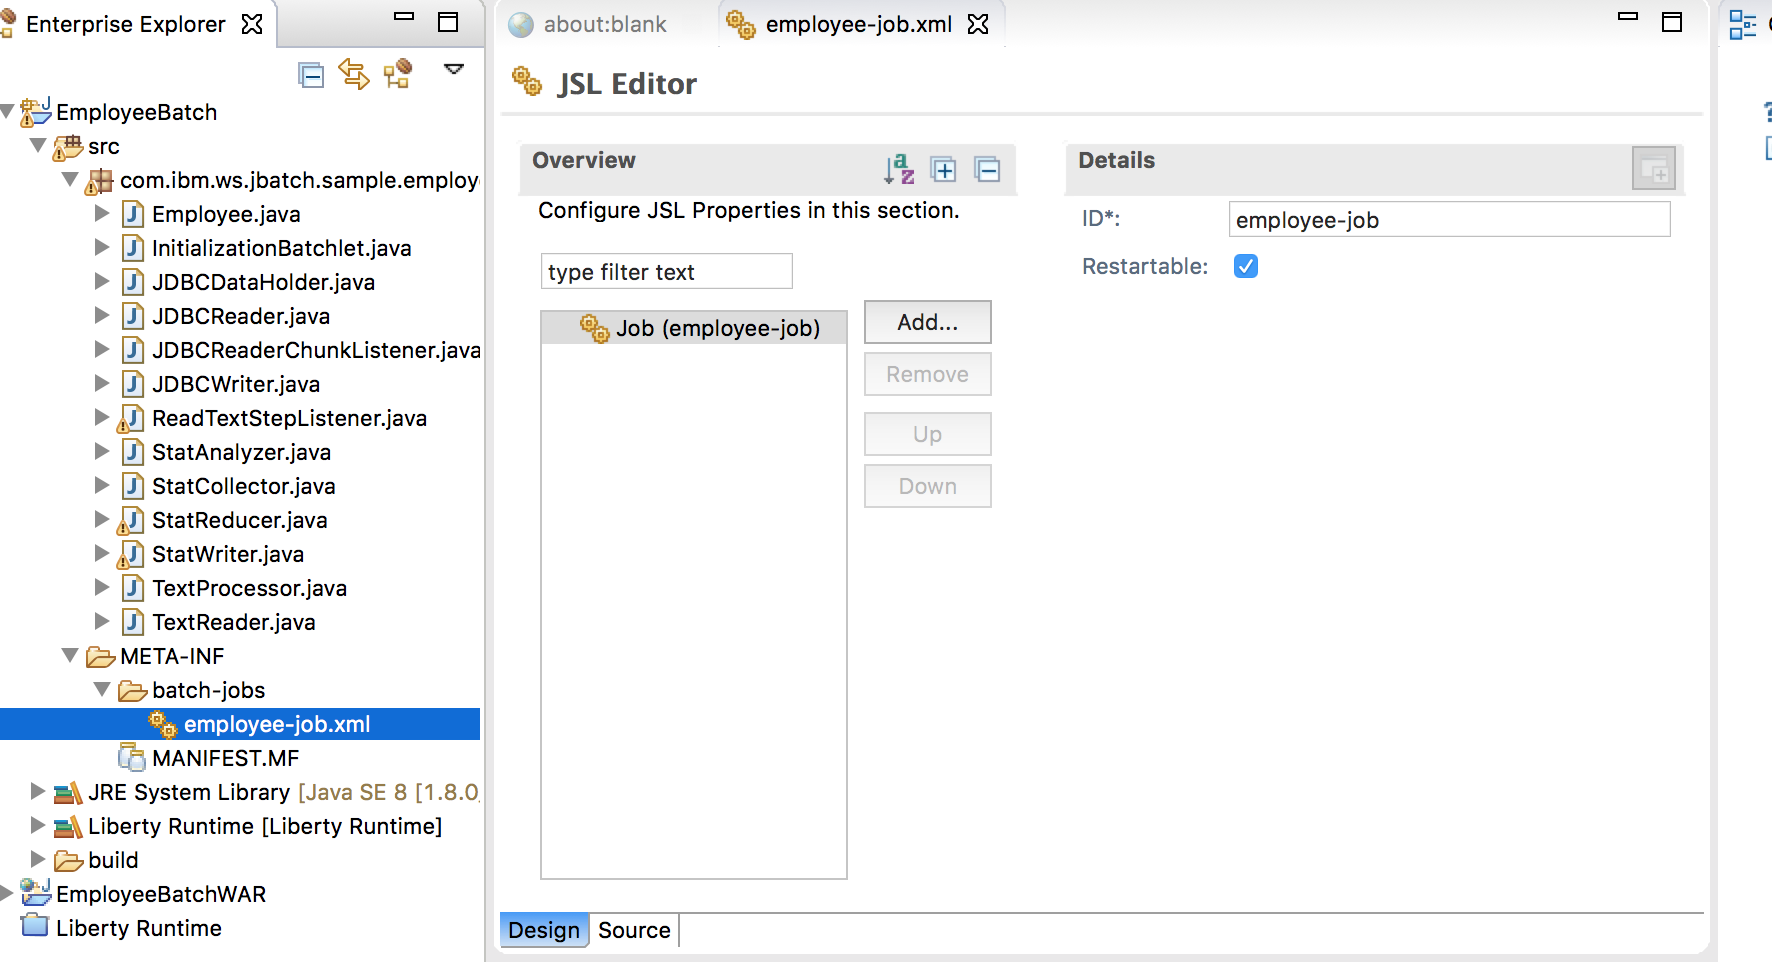 Enterprise Explorer
EmployeeBatch
src
com.ibm.ws.jbatch.sample.employ
Employee.java
InitializationBatchlet.java
JDBCDataHolder.java
JDBCReader.java
JDBCReaderChunkListener.java
JDBCWriter.java
ReadTextStepListener.java
StatAnalyzer.java
StatCollector.java
StatReducer.java
StatWriter.java
TextProcessor.java
TextReader.java
META-INF
batch-jobs
employee-job.xml
MANIFEST.MF
JRE System Library [Java SE 8 [1.8.0
Liberty Runtime [Liberty Runtime]
build
EmployeeBatchWAR
Liberty Runtime
about:blank
employee-job.xml
JSL Editor
Overview
Configure JSL Properties in this section.
type filter text
Job (employee-job)
Add...
Remove
Up
Down
Details
ID*:
employee-job
Restartable:
Design
Source